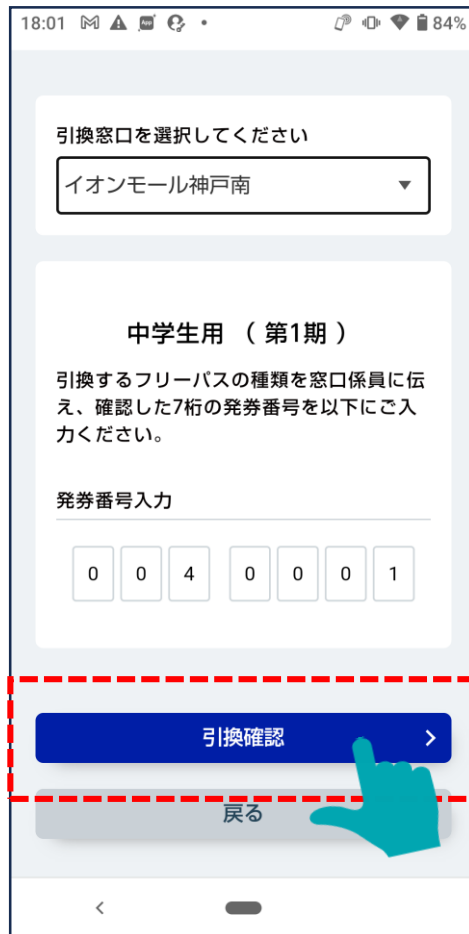 18:01 84%
引換窓口を選択してください
イオンモール神戸南
中学生用 （ 第1期 ）
引換するフリーパスの種類を窓口係員に伝
え、確認した7桁の発券番号を以下にご入
力ください。
発券番号入力
0 0 4 0 0 0 1
引換確認
戻る